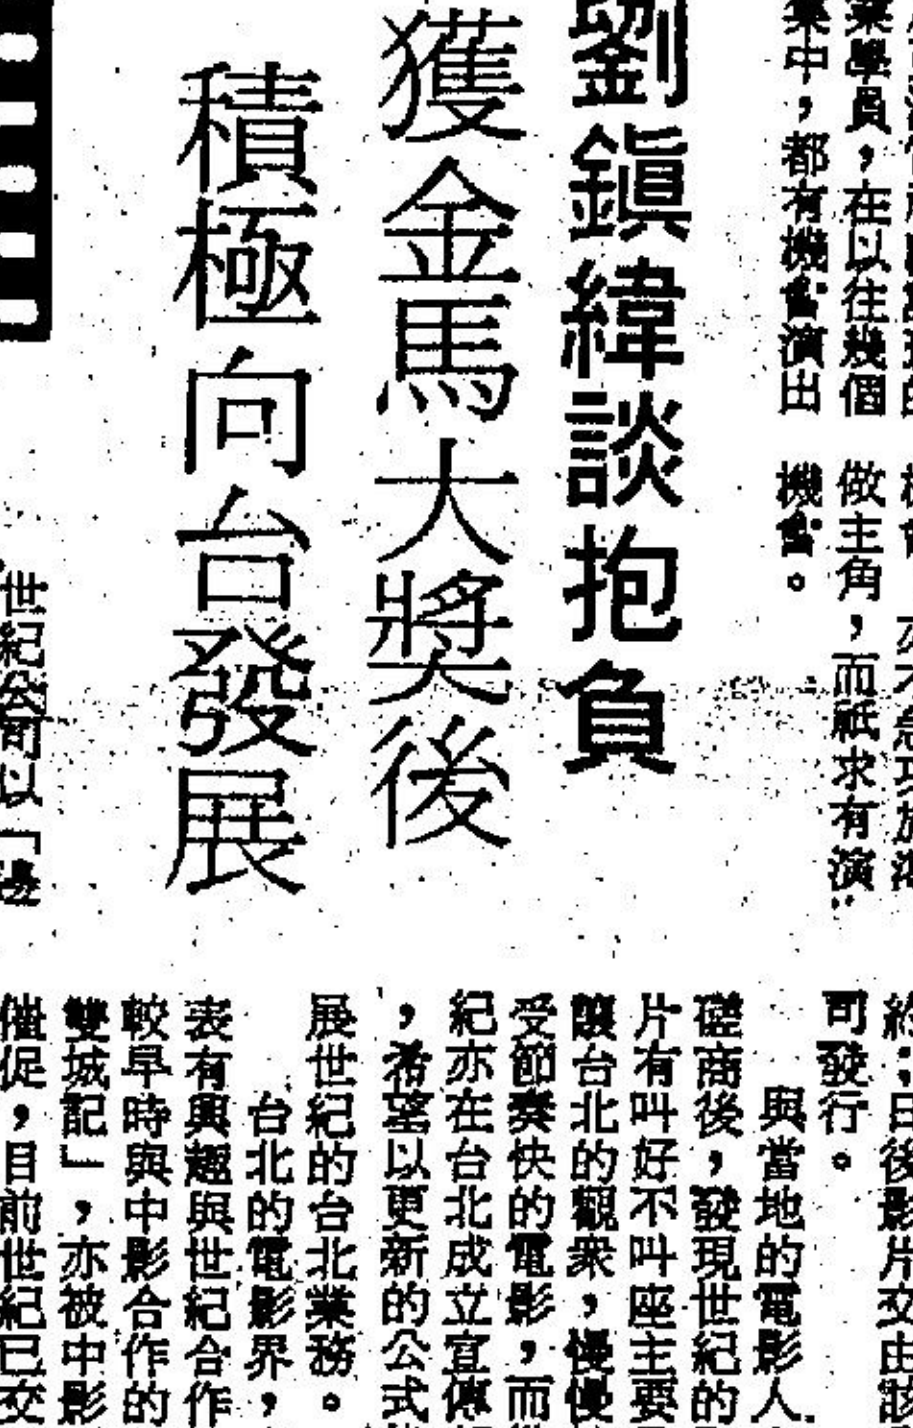 業學員，在以往幾個
集中，都有機會演出
做主角，而祇求有演
機會。
劉鎮緯談抱負
獲金馬大獎後
積極向台發展
世紀公司以「邊
約；日後影片交由該
司發行。
與當地的電影人
磋商後，發現世紀的
片有叫好不叫座主要
讓台北的觀衆，慢慢
受節奏快的電影，而
紀亦在台北成立宣傳
，希望以更新的公式
展世紀的台北業務。
台北的電影界，
表有興趣與世紀合作
較早時與中影合作的
雙城記」，亦被中影
催促，目前世紀已交